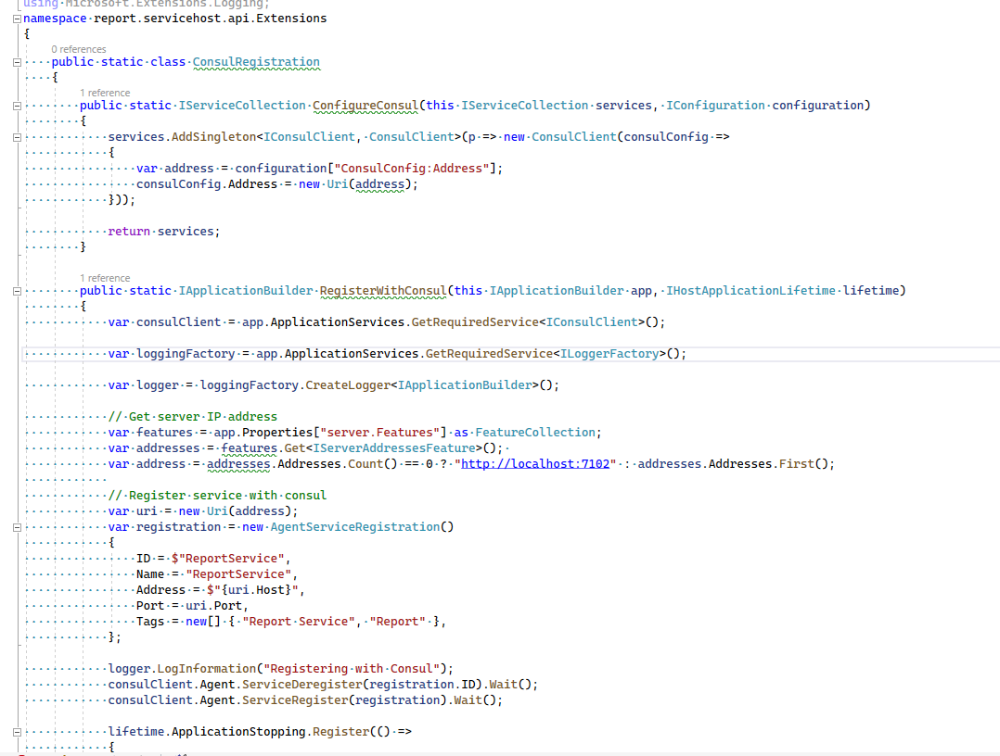 using Microsoft.Extensions.Logging;
namespace report.servicehost.api.Extensions
{
0 references
public static class ConsulRegistration
{
1 reference
public static IServiceCollection ConfigureConsul(this IServiceCollection services, IConfiguration configuration)
{
services.AddSingleton<IConsulClient, ConsulClient>(p => new ConsulClient(consulConfig =>
{
var address = configuration["ConsulConfig:Address"];
consulConfig.Address = new Uri(address);
}));
return services;
}
1 reference
public static IApplicationBuilder RegisterWithConsul(this IApplicationBuilder app, IHostApplicationLifetime lifetime)
{
var consulClient = app.ApplicationServices.GetRequiredService<IConsulClient>();
var loggingFactory = app.ApplicationServices.GetRequiredService<ILoggerFactory>();
var logger = loggingFactory.CreateLogger<IApplicationBuilder>();
// Get server IP address
var features = app.Properties["server.Features"] as FeatureCollection;
var addresses = features.Get<IServerAddressesFeature>();
var address = addresses.Addresses.Count() == 0 ? "http://localhost:7102" : addresses.Addresses.First();
// Register service with consul
var uri = new Uri(address);
var registration = new AgentServiceRegistration()
{
ID = $"ReportService",
Name = "ReportService",
Address = $"{uri.Host}",
Port = uri.Port,
Tags = new[] { "Report Service", "Report" },
};
logger.LogInformation("Registering with Consul");
consulClient.Agent.ServiceDeregister(registration.ID).Wait();
consulClient.Agent.ServiceRegister(registration).Wait();
lifetime.ApplicationStopping.Register(() =>
{